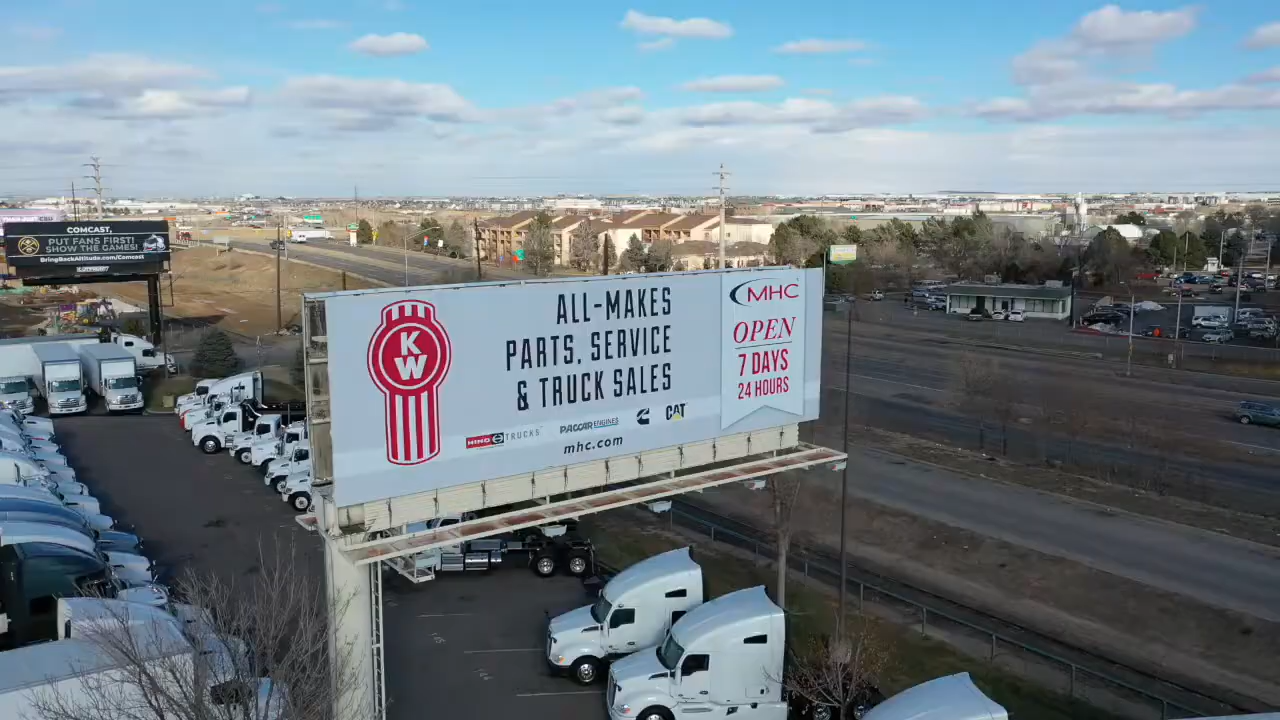 COMCAST,
PUT FANS FIRST!
SHOW THE GAMES!
BringBackAltitude.com/Comcast
KW
ALL-MAKES
PARTS, SERVICE
& TRUCK SALES
HINO TRUCKS
PACCAR ENGINES
CAT
mhc.com
MHC
OPEN
7 DAYS
24 HOURS